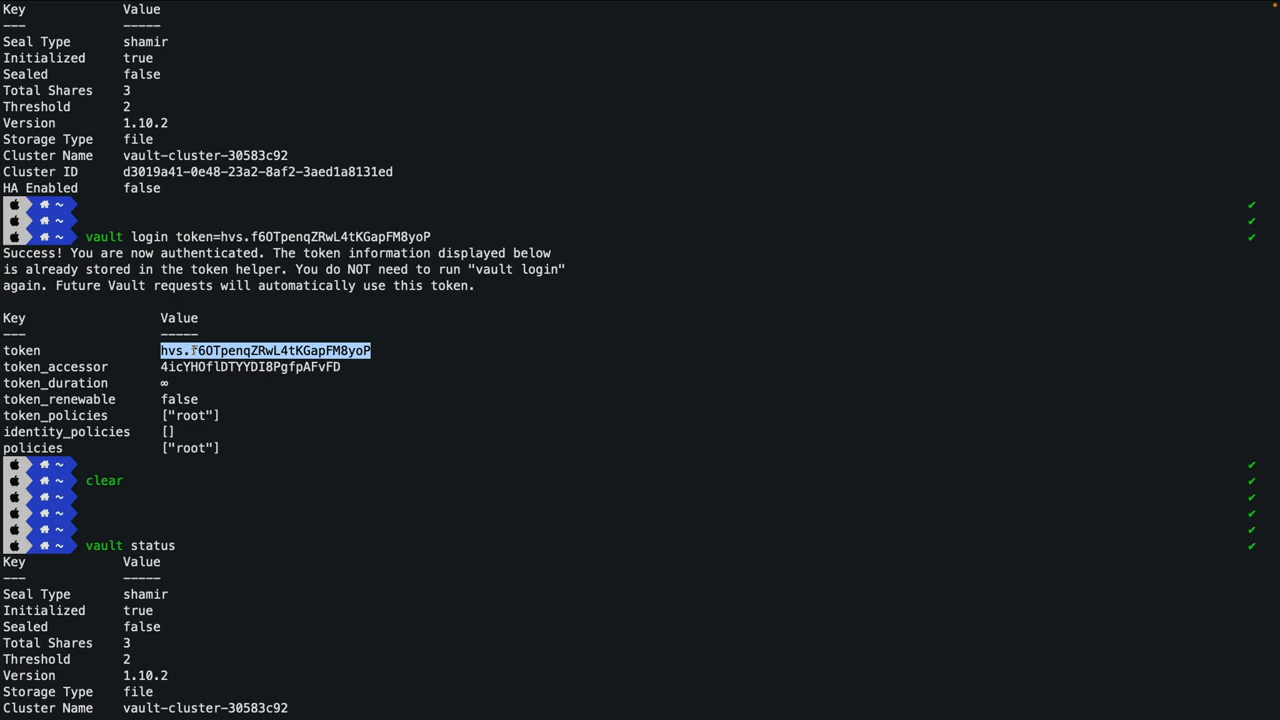 Key Value
--- -----
Seal Type shamir
Initialized true
Sealed false
Total Shares 3
Threshold 2
Version 1.10.2
Storage Type file
Cluster Name vault-cluster-30583c92
Cluster ID d3019a41-0e48-23a2-8af2-3aed1a8131ed
HA Enabled false
~
~
~ vault login token=hvs.f6OTpenqZRwL4tKGapFM8yoP
Success! You are now authenticated. The token information displayed below
is already stored in the token helper. You do NOT need to run "vault login"
again. Future Vault requests will automatically use this token.
Key Value
--- -----
token hvs.f6OTpenqZRwL4tKGapFM8yoP
token_accessor 4icYHOflDTYYDI8PgfpAFvFD
token_duration ∞
token_renewable false
token_policies ["root"]
identity_policies []
policies ["root"]
~
~ clear
~
~
~
~ vault status
Key Value
--- -----
Seal Type shamir
Initialized true
Sealed false
Total Shares 3
Threshold 2
Version 1.10.2
Storage Type file
Cluster Name vault-cluster-30583c92